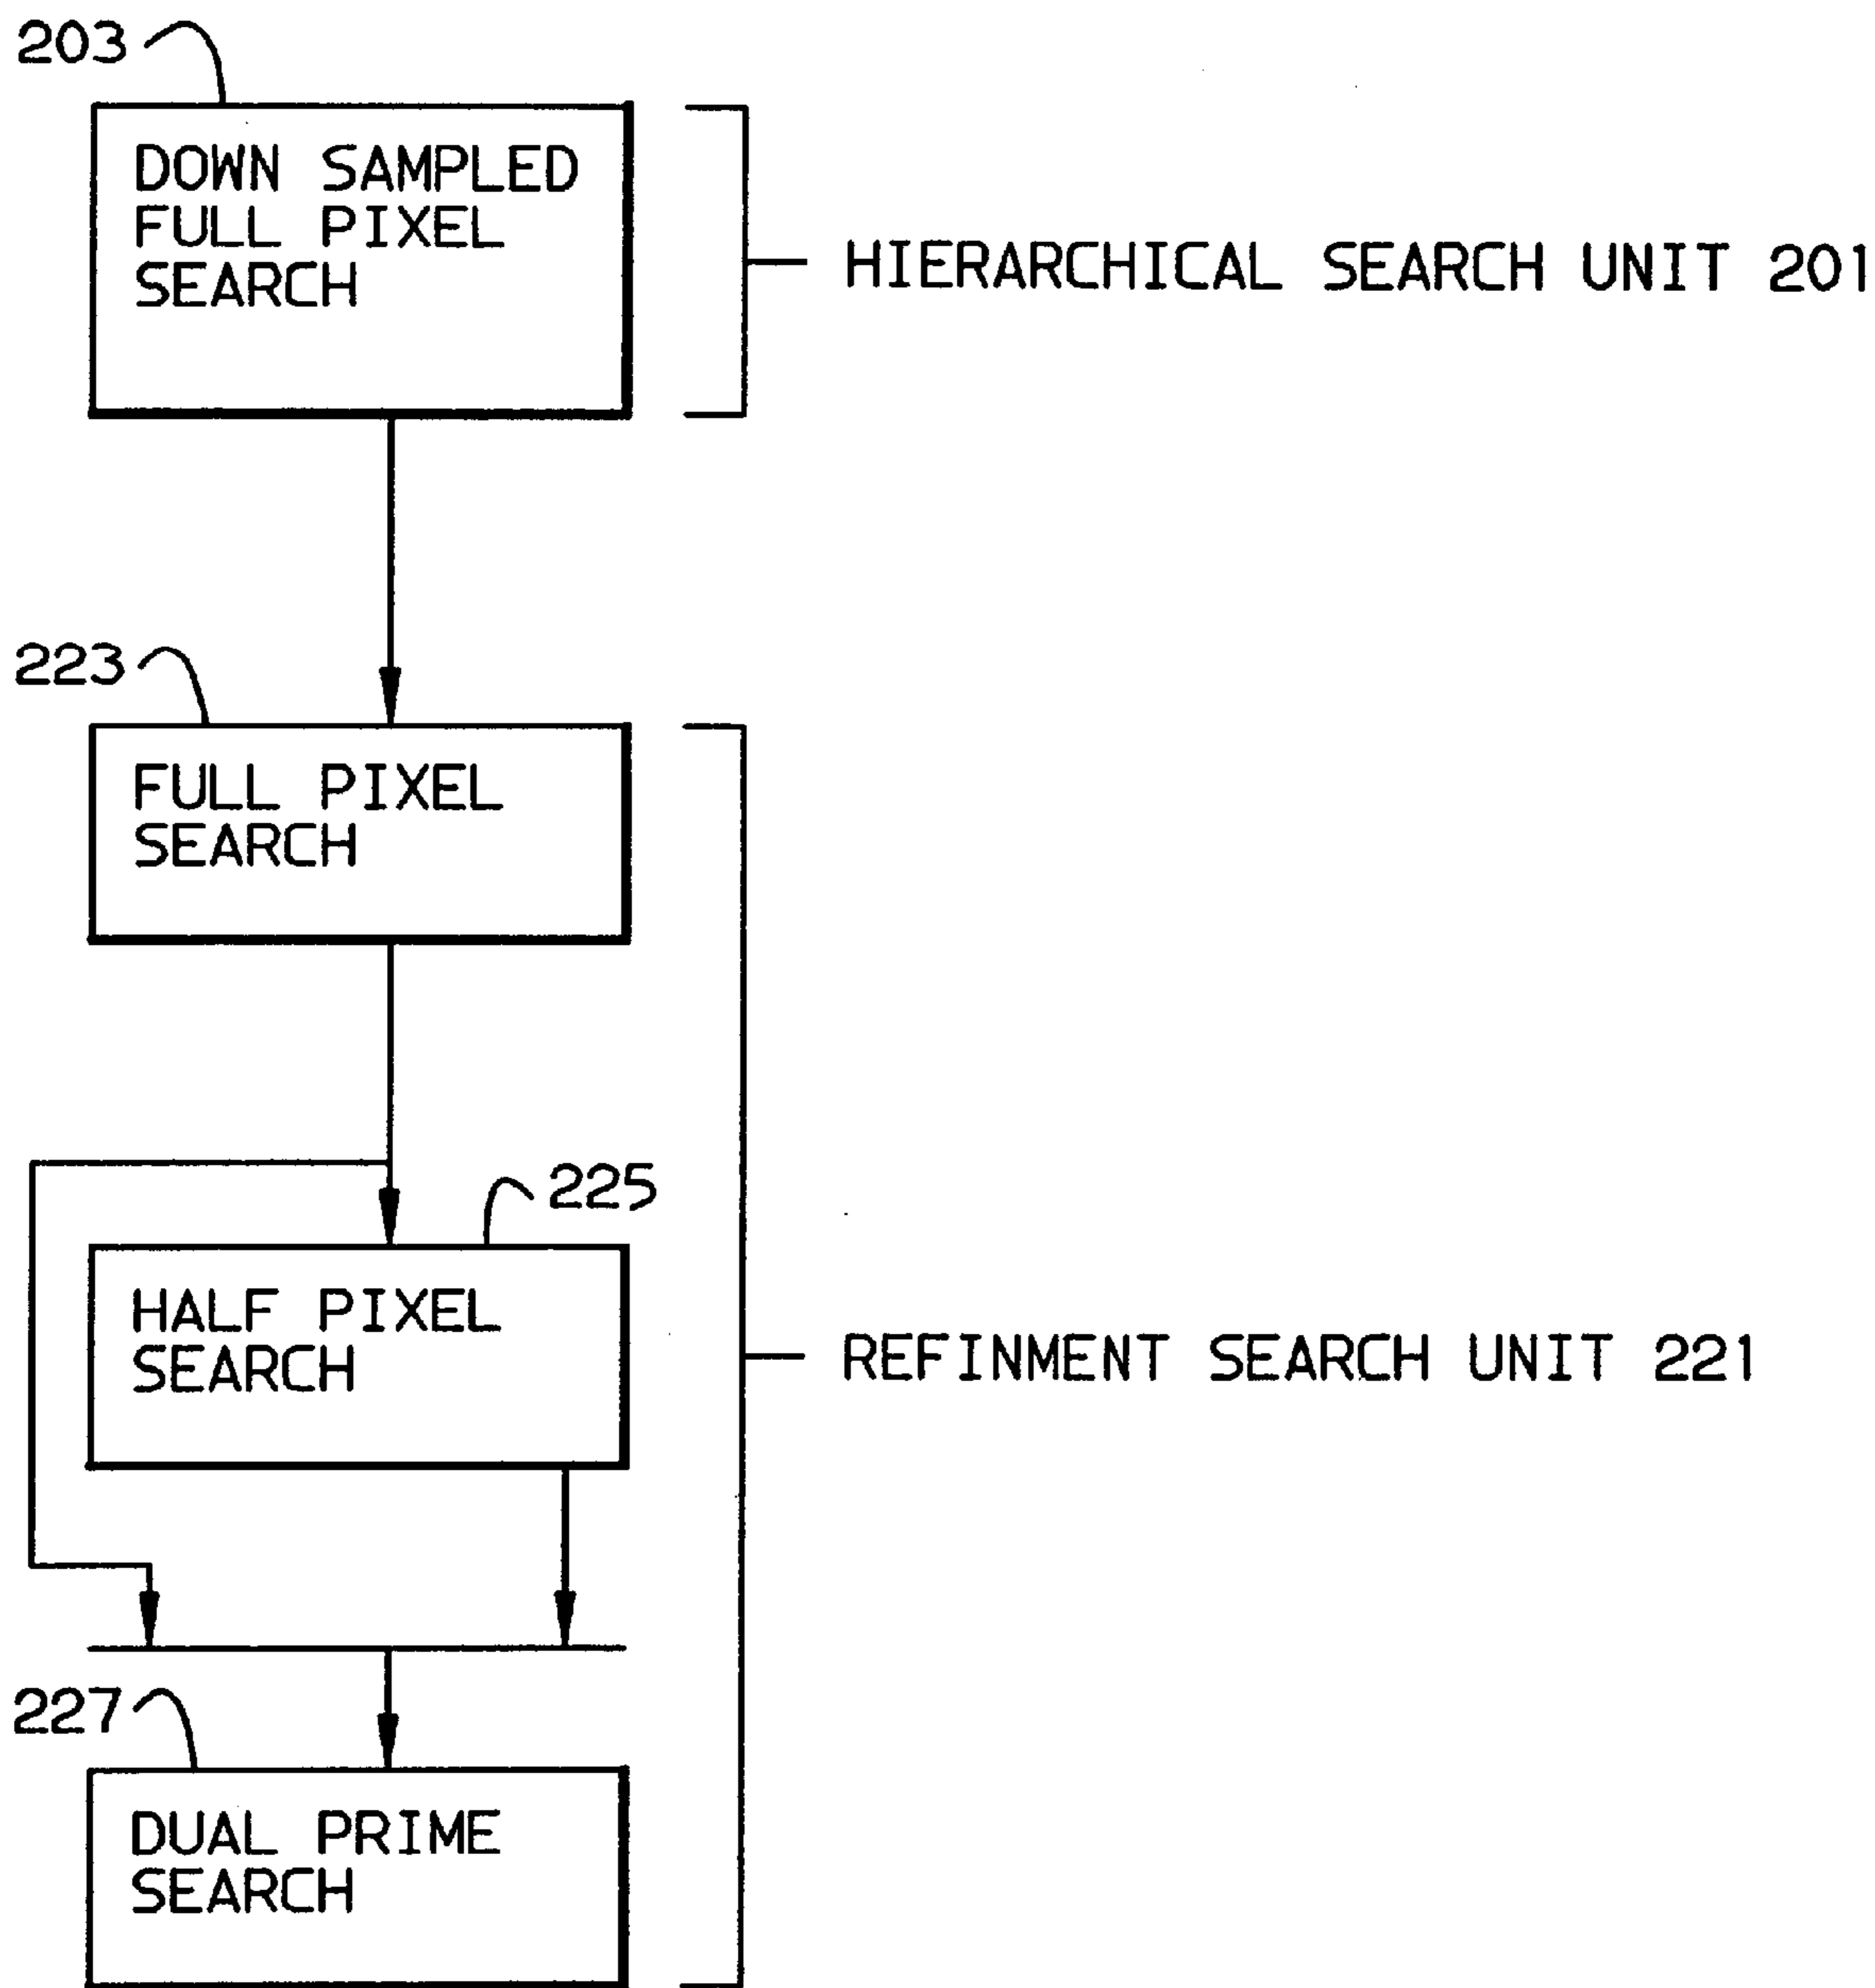 203
DOWN SAMPLED
FULL PIXEL
SEARCH
HIERARCHICAL SEARCH UNIT 201
223
FULL PIXEL
SEARCH
225
HALF PIXEL
SEARCH
REFINMENT SEARCH UNIT 221
227
DUAL PRIME
SEARCH